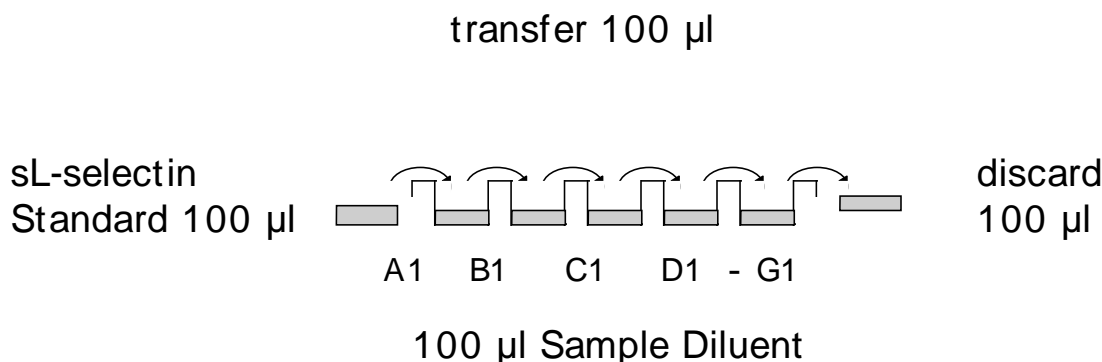 transfer 100 µl
sL-selectin
Standard 100 µl
discard
100 µl
A1 B1 C1 D1 - G1
100 µl Sample Diluent